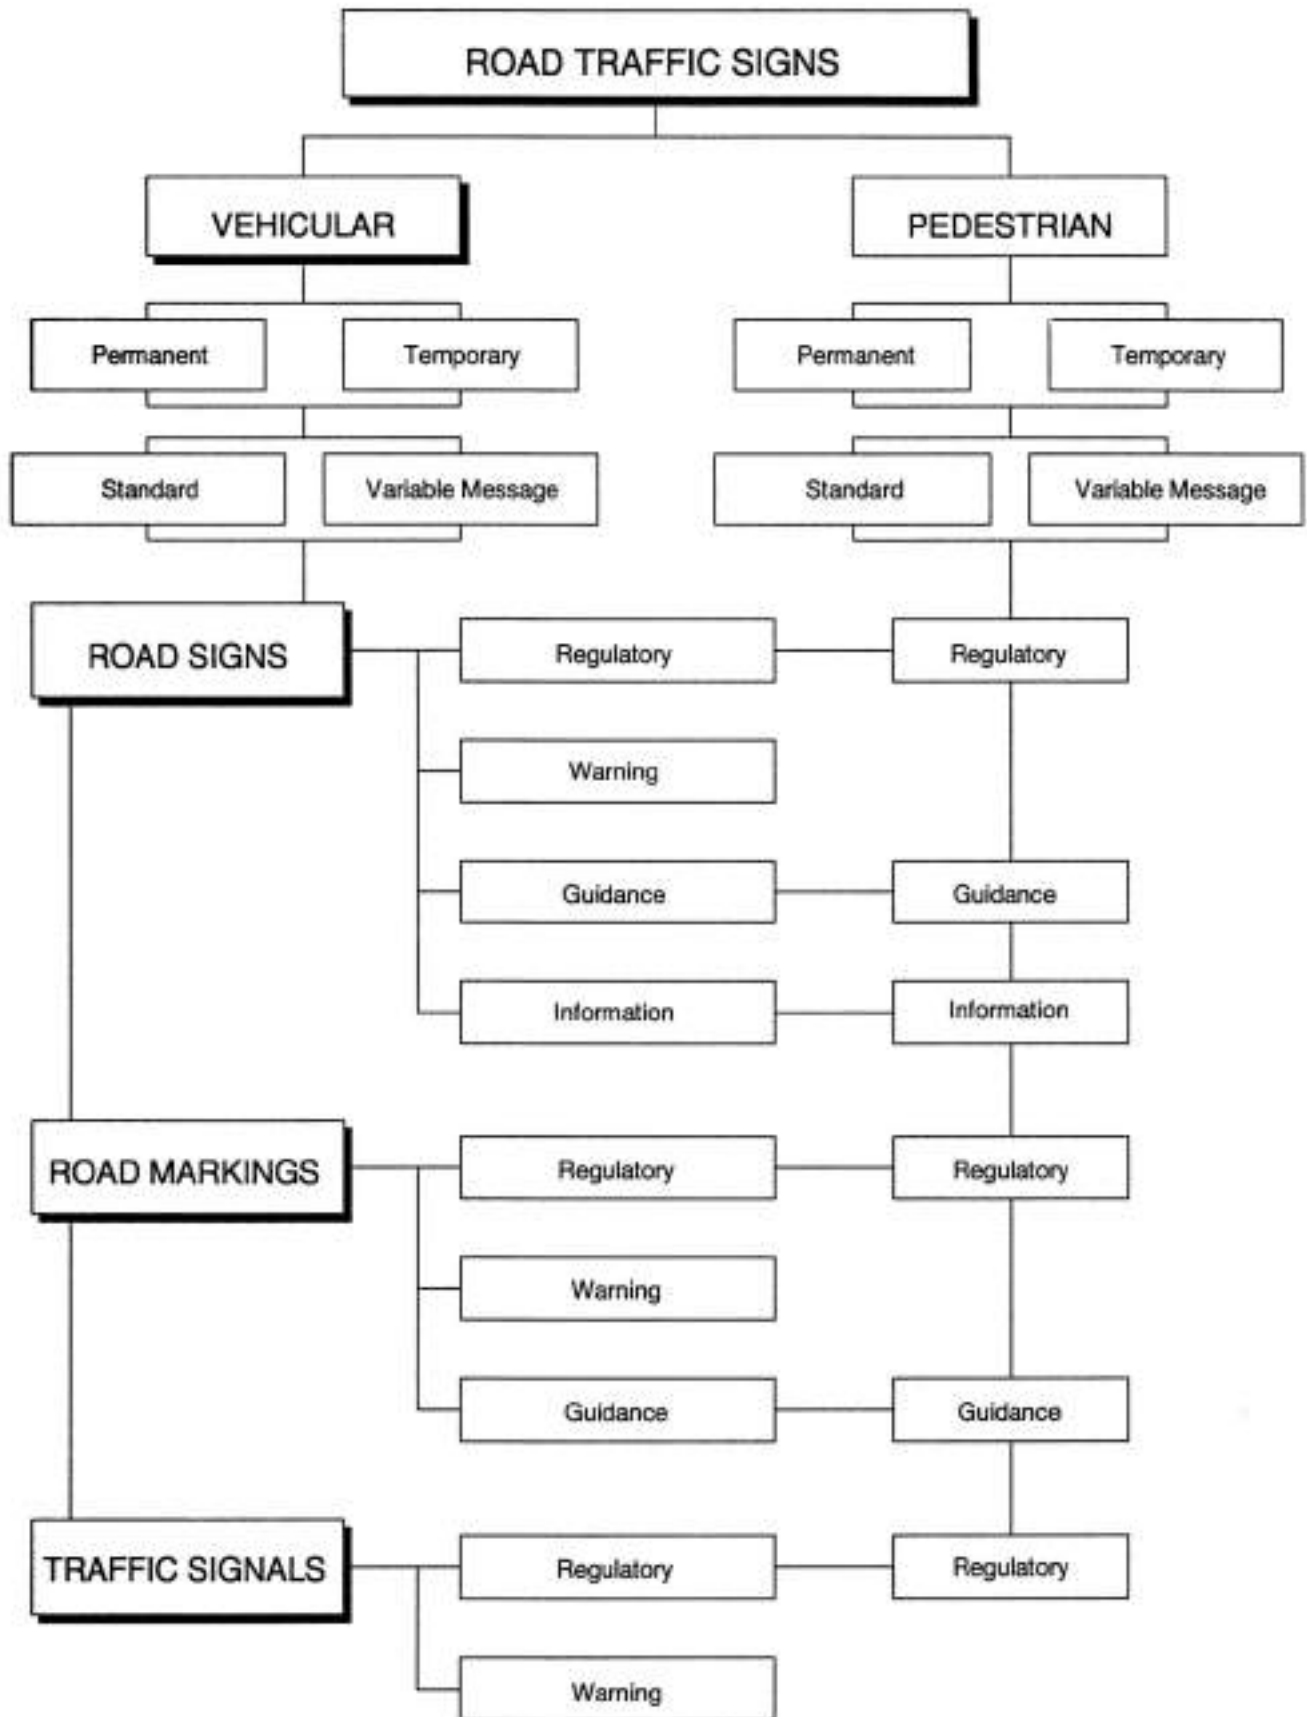 ROAD TRAFFIC SIGNS
VEHICULAR
PEDESTRIAN
Permanent
Temporary
Permanent
Temporary
Standard
Variable Message
Standard
Variable Message
ROAD SIGNS
Regulatory
Regulatory
Warning
Guidance
Guidance
Information
Information
ROAD MARKINGS
Regulatory
Regulatory
Warning
Guidance
Guidance
TRAFFIC SIGNALS
Regulatory
Regulatory
Warning